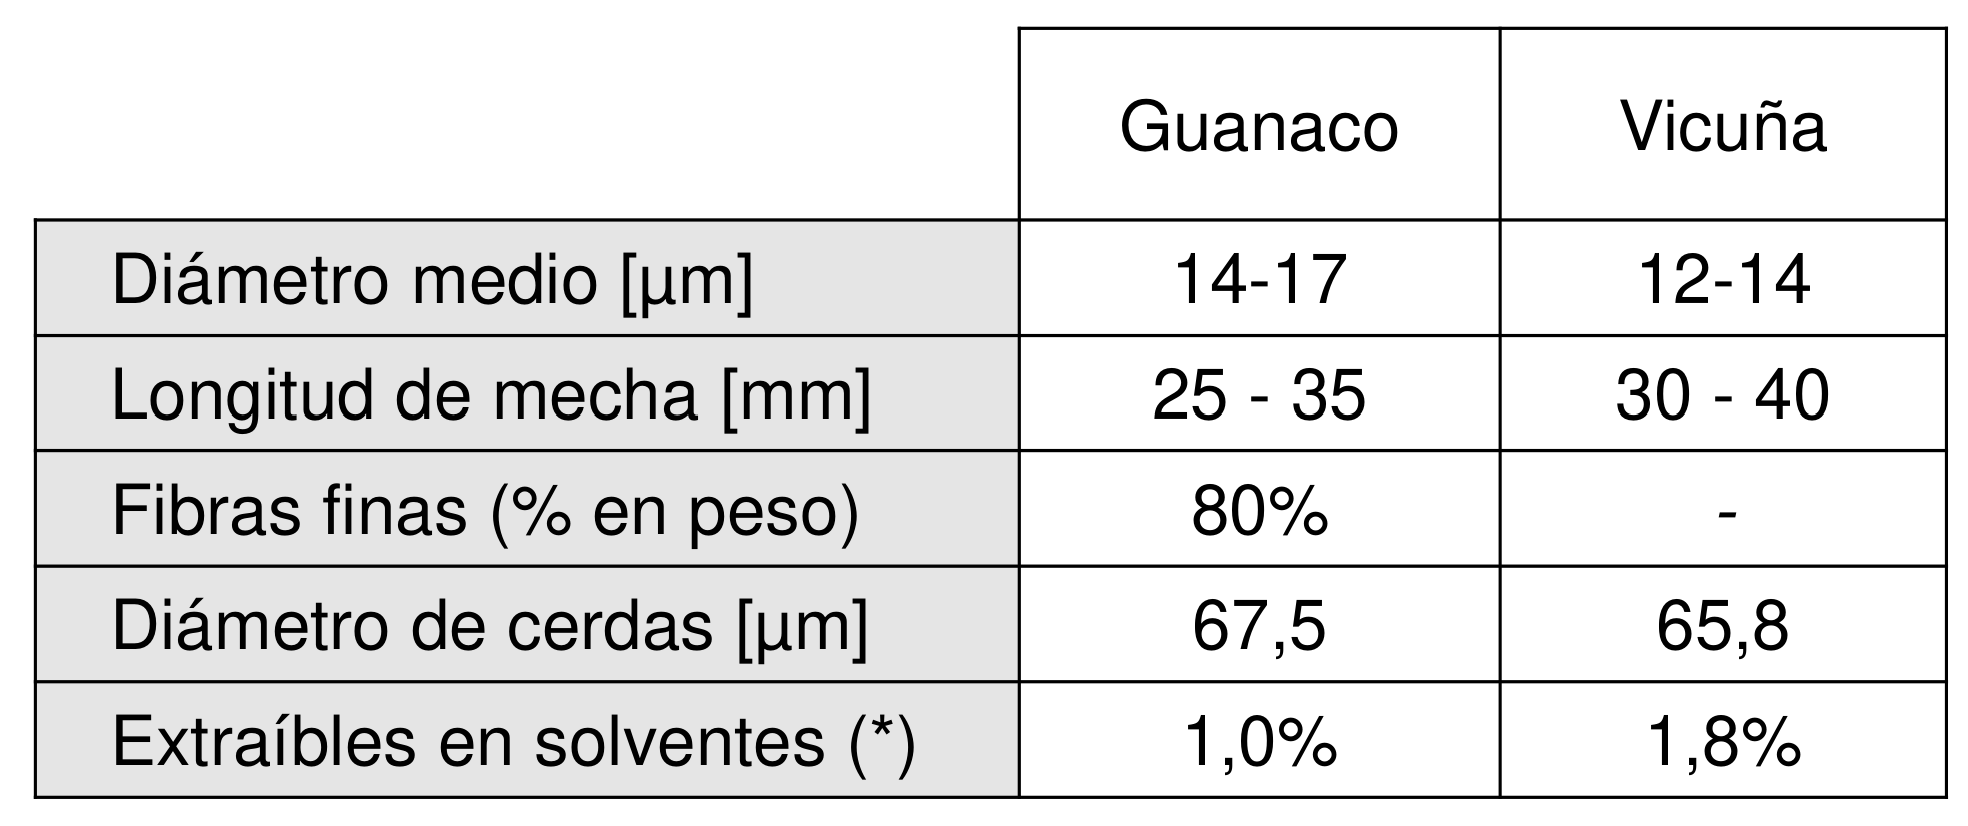 Guanaco Vicuña
Diámetro medio [µm] 14-17 12-14
Longitud de mecha [mm] 25 - 35 30 - 40
Fibras finas (% en peso) 80% -
Diámetro de cerdas [µm] 67,5 65,8
Extraíbles en solventes (*) 1,0% 1,8%